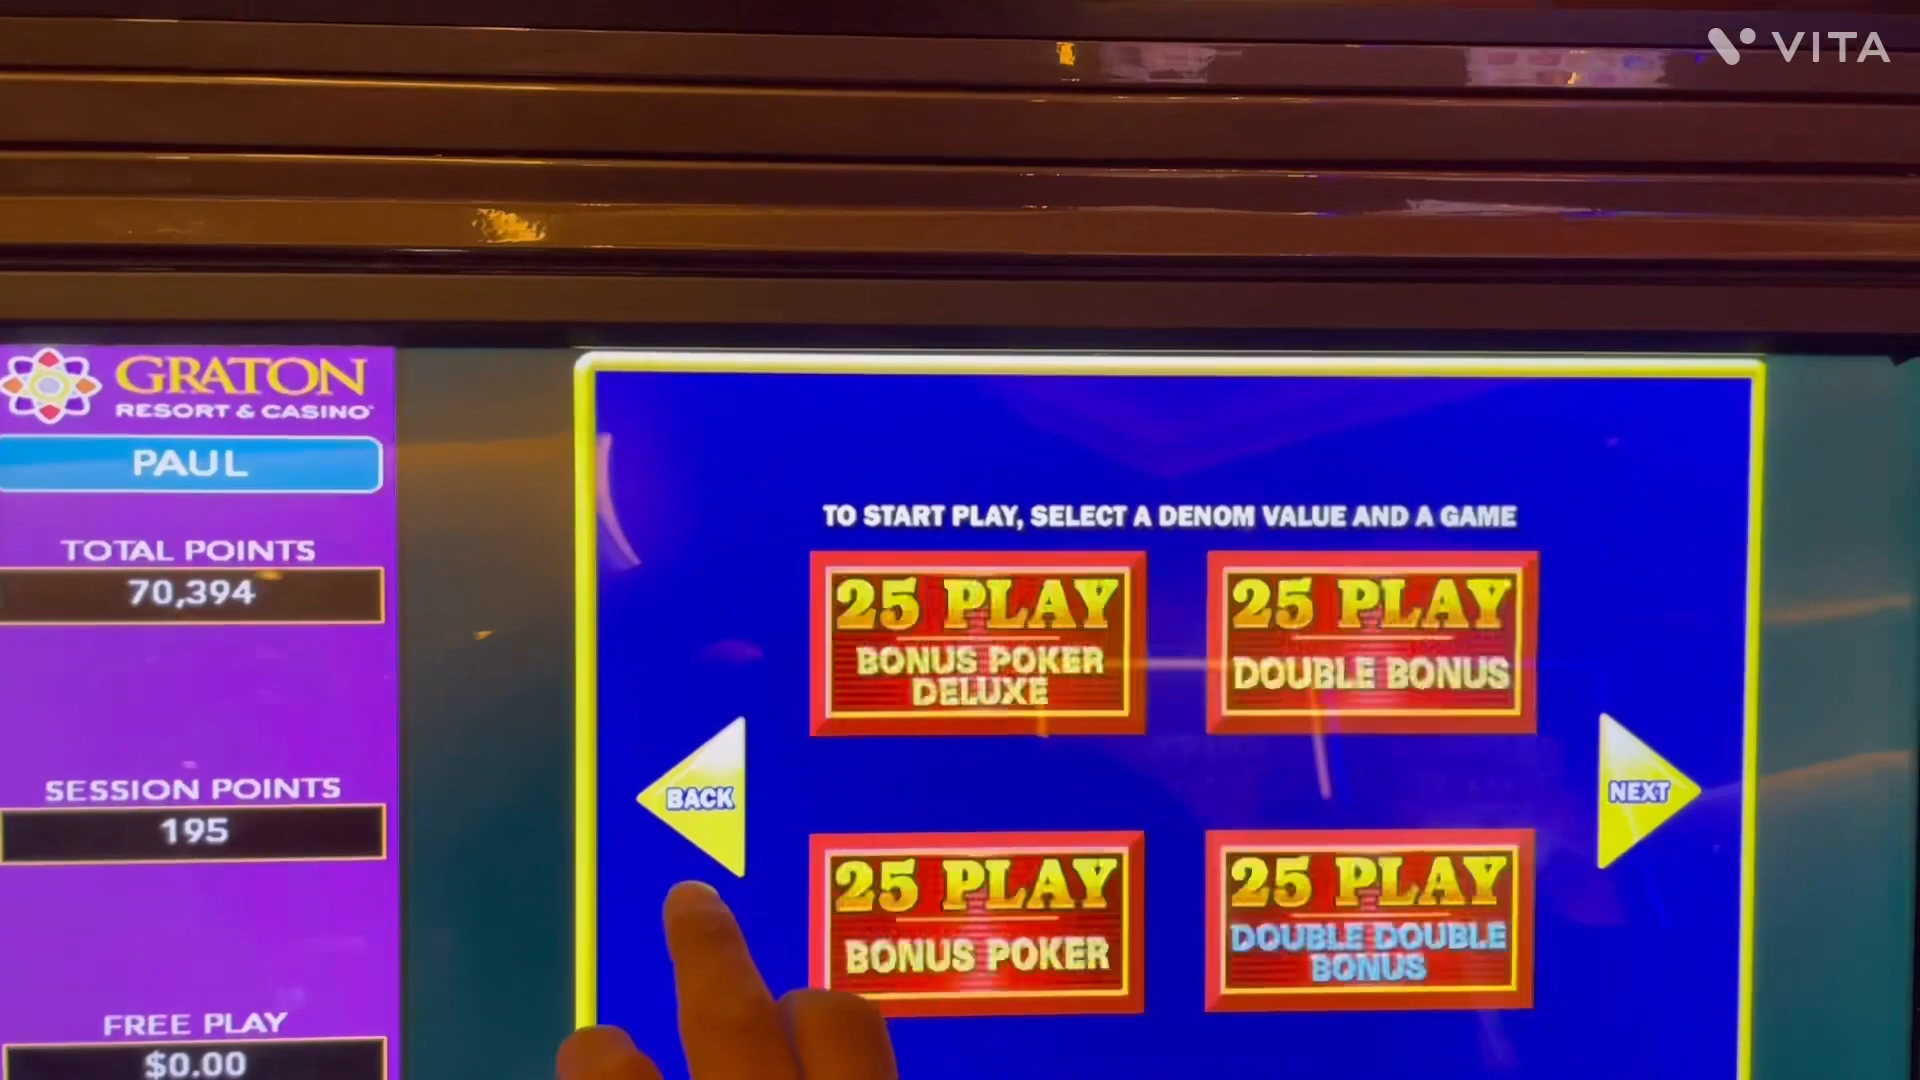 VITA
GRATON
RESORT & CASINO
PAUL
TOTAL POINTS
70,394
SESSION POINTS
195
FREE PLAY
$0.00
TO START PLAY, SELECT A DENOM VALUE AND A GAME
25 PLAY
BONUS POKER
DELUXE
25 PLAY
DOUBLE BONUS
BACK
NEXT
25 PLAY
BONUS POKER
25 PLAY
DOUBLE DOUBLE
BONUS